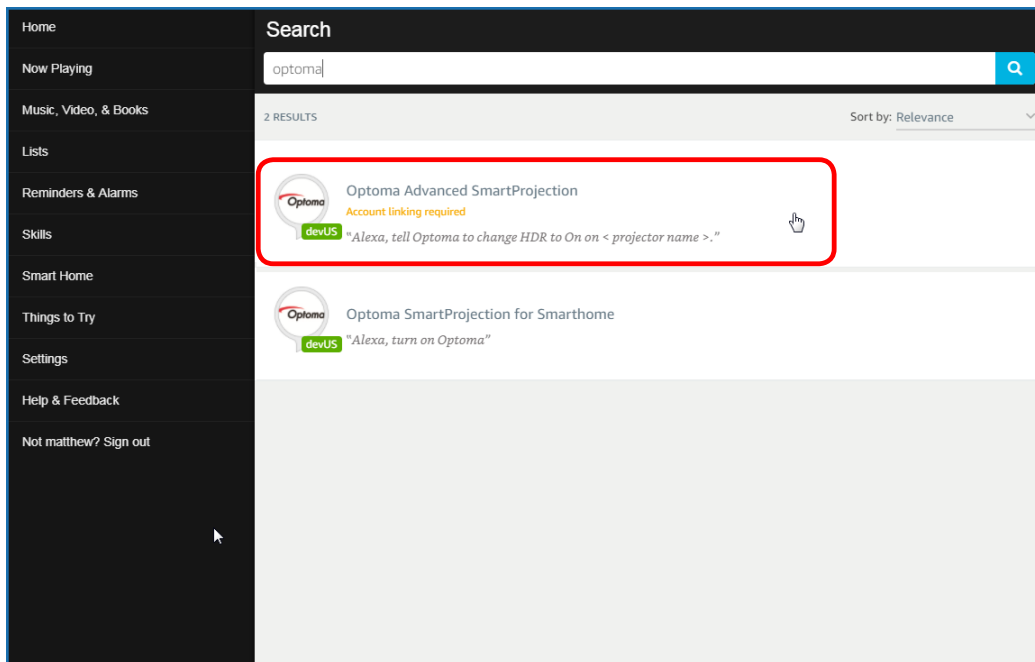 Home
Now Playing
Music, Video, & Books
Lists
Reminders & Alarms
Skills
Smart Home
Things to Try
Settings
Help & Feedback
Not matthew? Sign out
Search
optoma
2 RESULTS
Sort by: Relevance
Optoma
devUS
Optoma Advanced SmartProjection
Account linking required
"Alexa, tell Optoma to change HDR to On on < projector name >."
Optoma
devUS
Optoma SmartProjection for Smarthome
"Alexa, turn on Optoma"